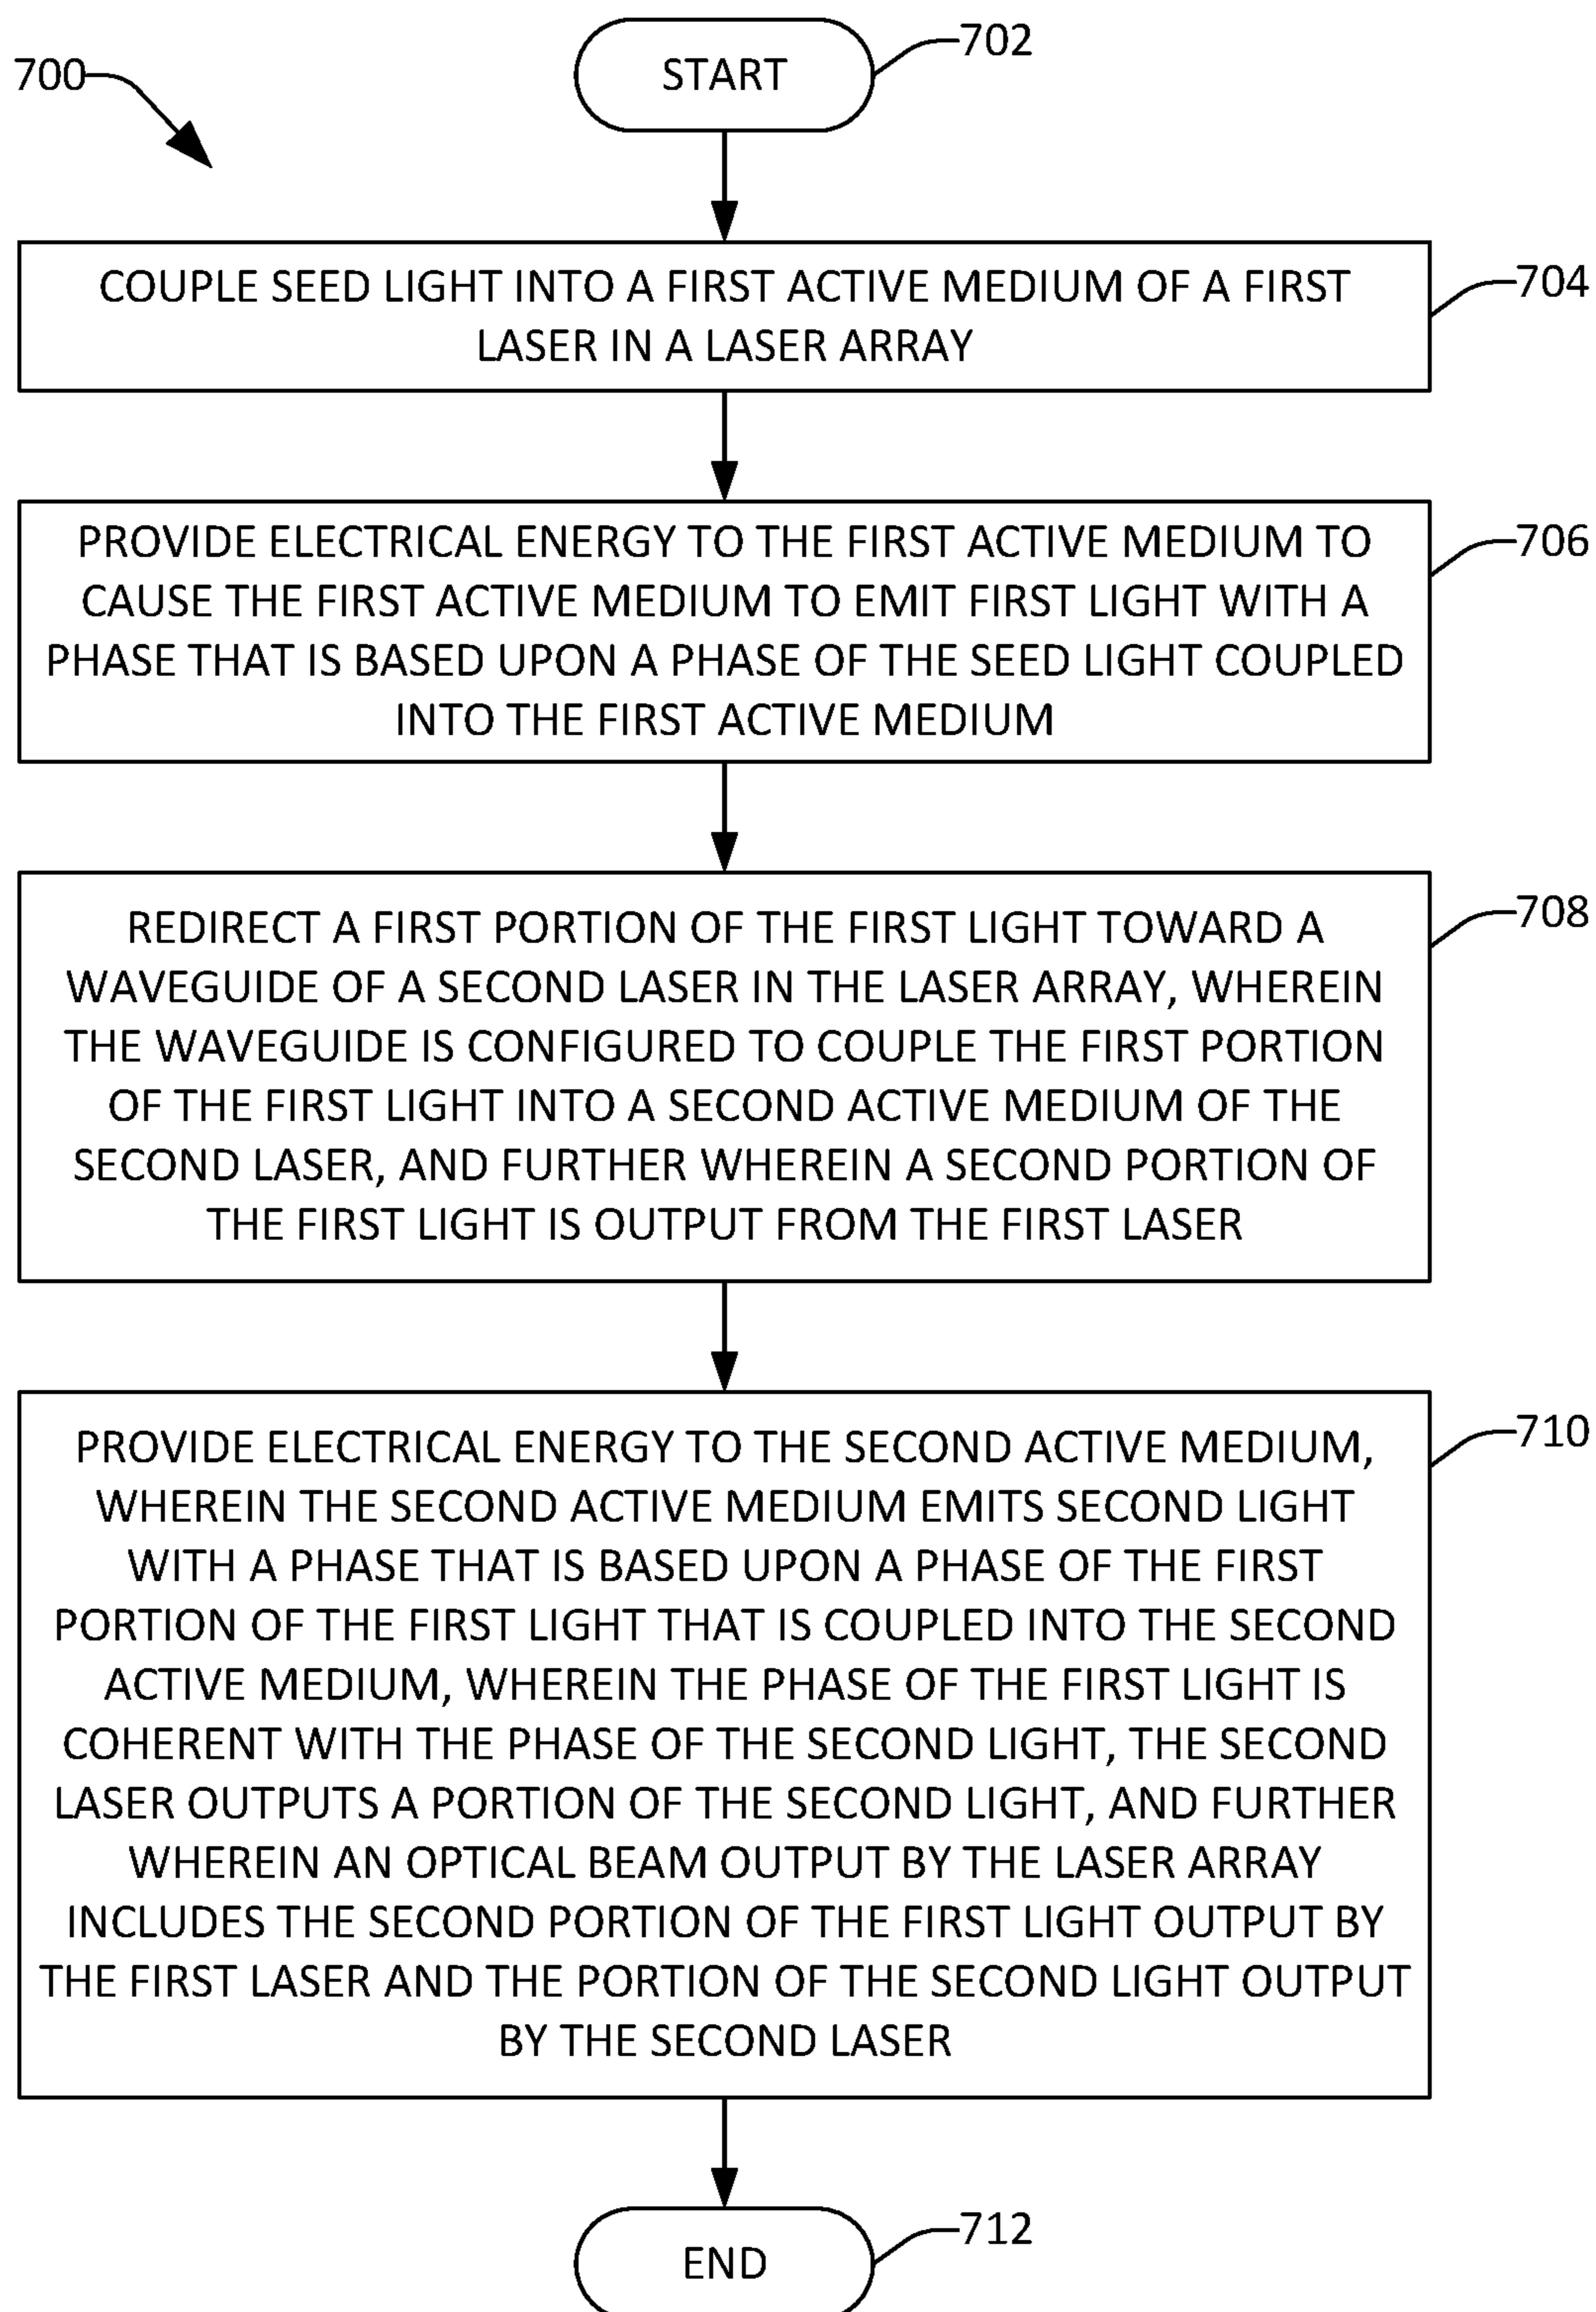 702
START
700
COUPLE SEED LIGHT INTO A FIRST ACTIVE MEDIUM OF A FIRST
LASER IN A LASER ARRAY
704
PROVIDE ELECTRICAL ENERGY TO THE FIRST ACTIVE MEDIUM TO
CAUSE THE FIRST ACTIVE MEDIUM TO EMIT FIRST LIGHT WITH A
PHASE THAT IS BASED UPON A PHASE OF THE SEED LIGHT COUPLED
INTO THE FIRST ACTIVE MEDIUM
706
REDIRECT A FIRST PORTION OF THE FIRST LIGHT TOWARD A
WAVEGUIDE OF A SECOND LASER IN THE LASER ARRAY, WHEREIN
THE WAVEGUIDE IS CONFIGURED TO COUPLE THE FIRST PORTION
OF THE FIRST LIGHT INTO A SECOND ACTIVE MEDIUM OF THE
SECOND LASER, AND FURTHER WHEREIN A SECOND PORTION OF
THE FIRST LIGHT IS OUTPUT FROM THE FIRST LASER
708
PROVIDE ELECTRICAL ENERGY TO THE SECOND ACTIVE MEDIUM,
WHEREIN THE SECOND ACTIVE MEDIUM EMITS SECOND LIGHT
WITH A PHASE THAT IS BASED UPON A PHASE OF THE FIRST
PORTION OF THE FIRST LIGHT THAT IS COUPLED INTO THE SECOND
ACTIVE MEDIUM, WHEREIN THE PHASE OF THE FIRST LIGHT IS
COHERENT WITH THE PHASE OF THE SECOND LIGHT, THE SECOND
LASER OUTPUTS A PORTION OF THE SECOND LIGHT, AND FURTHER
WHEREIN AN OPTICAL BEAM OUTPUT BY THE LASER ARRAY
INCLUDES THE SECOND PORTION OF THE FIRST LIGHT OUTPUT BY
THE FIRST LASER AND THE PORTION OF THE SECOND LIGHT OUTPUT
BY THE SECOND LASER
710
712
END